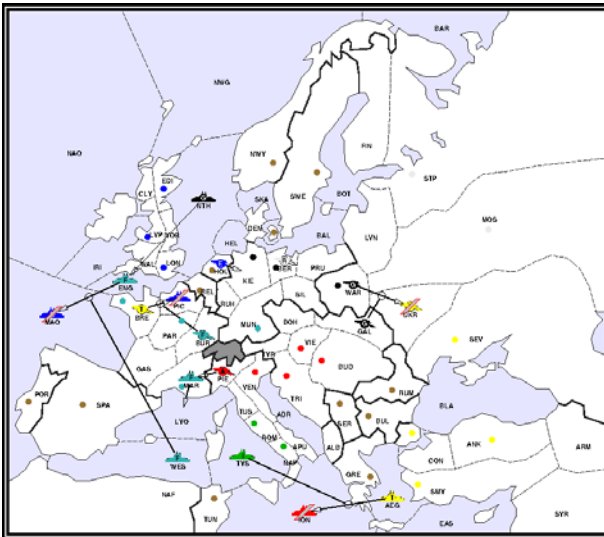 BAR
NWG
NAO
FIN
NWY
STP
EDI
SWE
BOT
CLY
NTH
SKA
MOS
DEN
LVP YOR
BAL
LVN
IRI
WAL
HEL
LON
HOL
KIE
BER
PRU
ENG
WAR
BEL
RUH
SIL
MAO
PIC
UKR
BRE
GAL
PAR
BUR
MUN
BOH
SEV
VIE
GAS
TYR
BUD
MAR
PIE
VEN
RUM
POR
TRI
SPA
LYO
TUS
ADR
SER
BUL
BLA
ROM
ANK
ARM
APU
ALB
CON
WES
TYS
NAP
GRE
NAF
SMY
AEG
TUN
ION
EAS
SYR